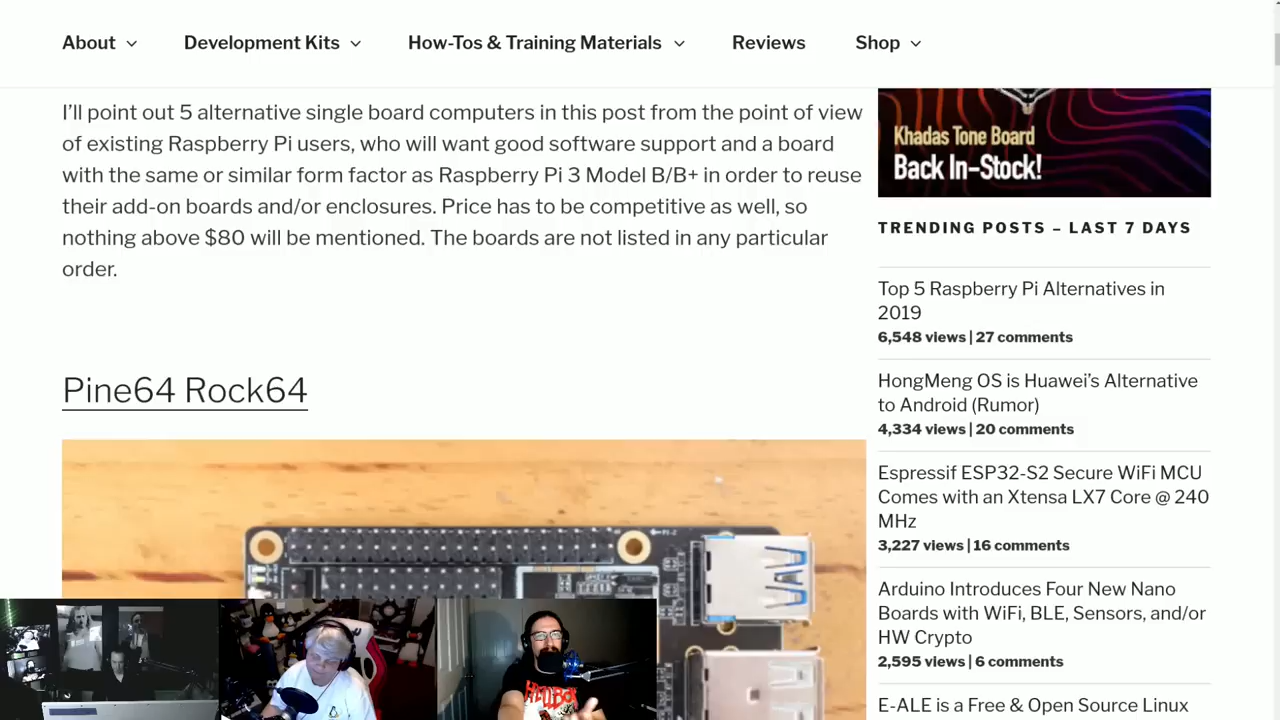 About
Development Kits
How-Tos & Training Materials
Reviews
Shop
I'll point out 5 alternative single board computers in this post from the point of view
of existing Raspberry Pi users, who will want good software support and a board
with the same or similar form factor as Raspberry Pi 3 Model B/B+ in order to reuse
their add-on boards and/or enclosures. Price has to be competitive as well, so
nothing above $80 will be mentioned. The boards are not listed in any particular
order.
Pine64 Rock64
Khadas Tone Board
Back In-Stock!
TRENDING POSTS – LAST 7 DAYS
Top 5 Raspberry Pi Alternatives in
2019
6,548 views | 27 comments
HongMeng OS is Huawei's Alternative
to Android (Rumor)
4,334 views | 20 comments
Espressif ESP32-S2 Secure WiFi MCU
Comes with an Xtensa LX7 Core @ 240
MHz
3,227 views | 16 comments
Arduino Introduces Four New Nano
Boards with WiFi, BLE, Sensors, and/or
HW Crypto
2,595 views | 6 comments
E-ALE is a Free & Open Source Linux